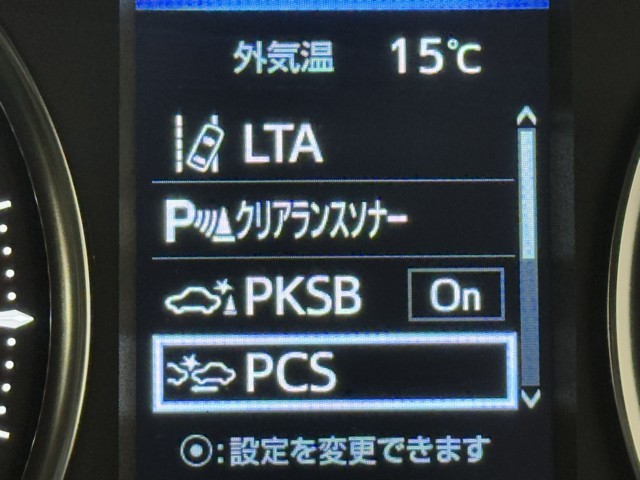 外気温 15℃
LTA
Pクリアランスソナー
PKSB On
PCS
⦿:設定を変更できます